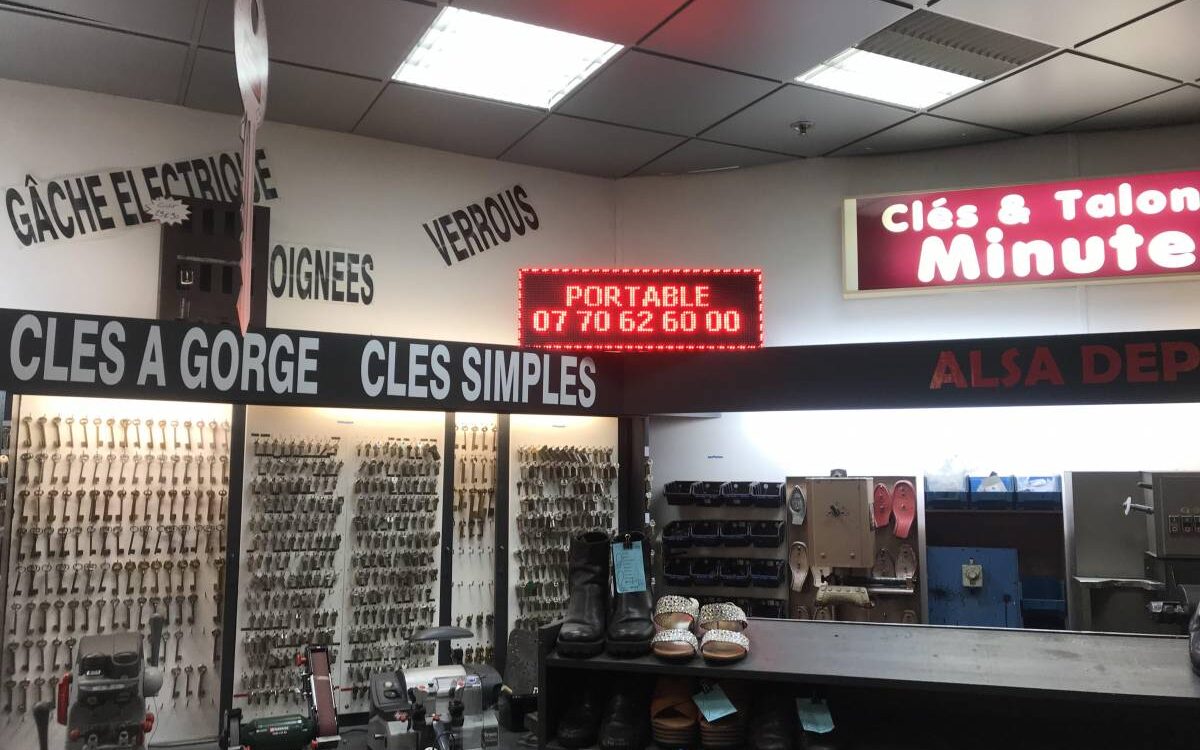 GÂCHE ELECTRIQUE
OIGNEES
VERROUS
PORTABLE
07 70 62 60 00
Clés & Talon
Minute
CLES A GORGE
CLES SIMPLES
ALSA DEP